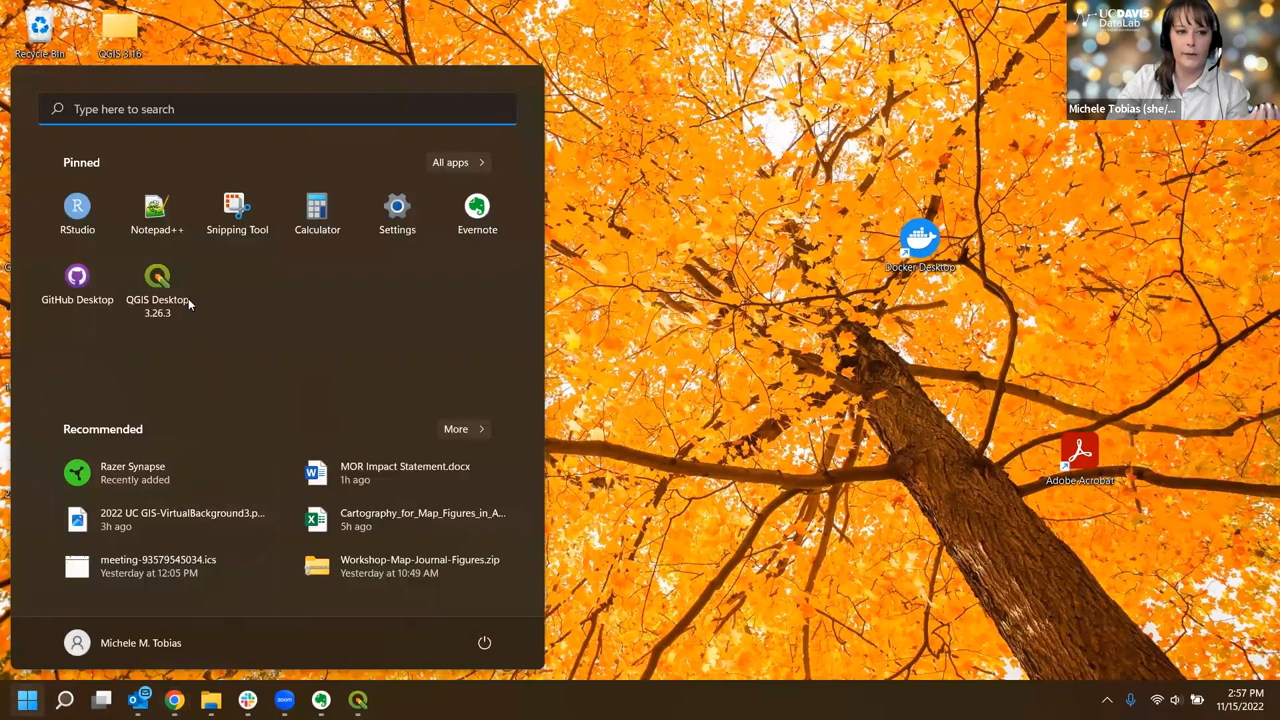 Recycle Bin
QGIS 3.16
Type here to search
Pinned
All apps
RStudio
Notepad++
Snipping Tool
Calculator
Settings
Evernote
GitHub Desktop
QGIS Desktop
3.26.3
Recommended
More
Razer Synapse
Recently added
MOR Impact Statement.docx
1h ago
2022 UC GIS-VirtualBackground3.p...
3h ago
Cartography_for_Map_Figures_in_A...
5h ago
meeting-93579545034.ics
Yesterday at 12:05 PM
Workshop-Map-Journal-Figures.zip
Yesterday at 10:49 AM
Michele M. Tobias
UCDAVIS
DataLab
Michele Tobias (she/...
Docker Desktop
Adobe Acrobat
zoom
2:57 PM
11/15/2022